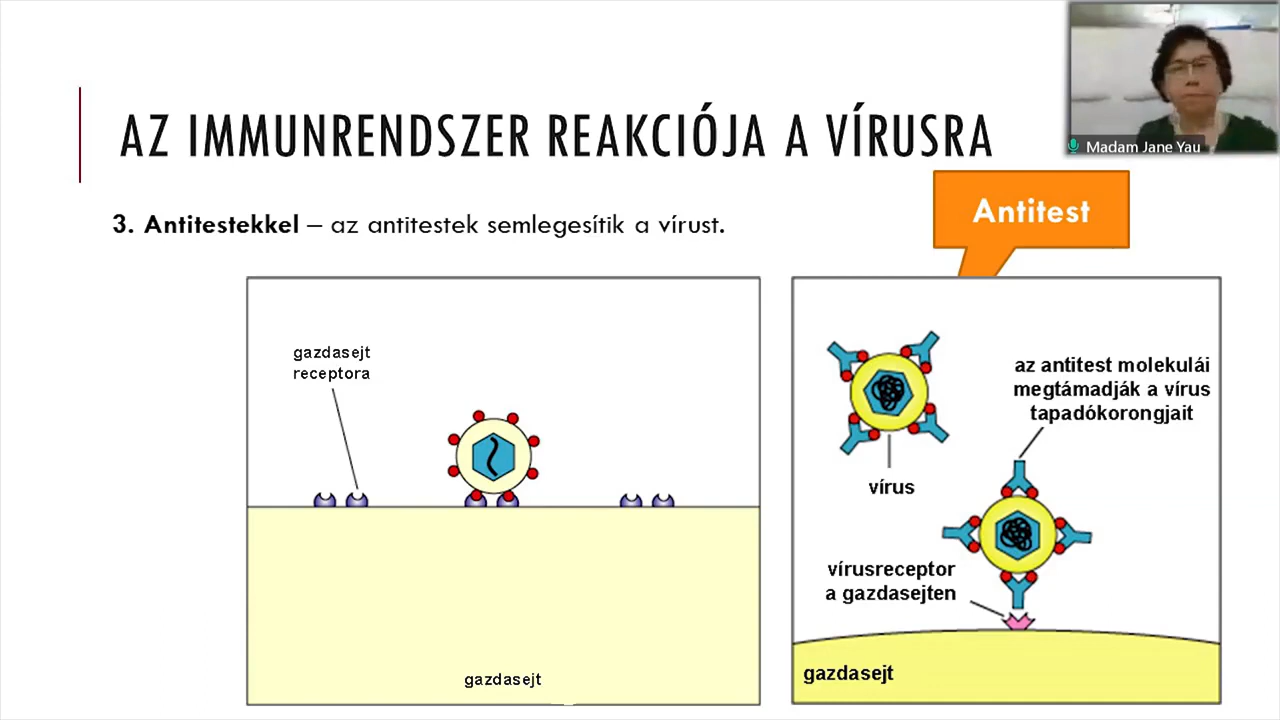 AZ IMMUNRENDSZER REAKCIÓJA A VÍRUSRA
Madam Jane Yau
3. Antitestekkel – az antitestek semlegesítik a vírust.
Antitest
gazdasejt
receptora
gazdasejt
az antitest molekulái
megtámadják a vírus
tapadókorongjait
vírus
vírusreceptor
a gazdasejten
gazdasejt